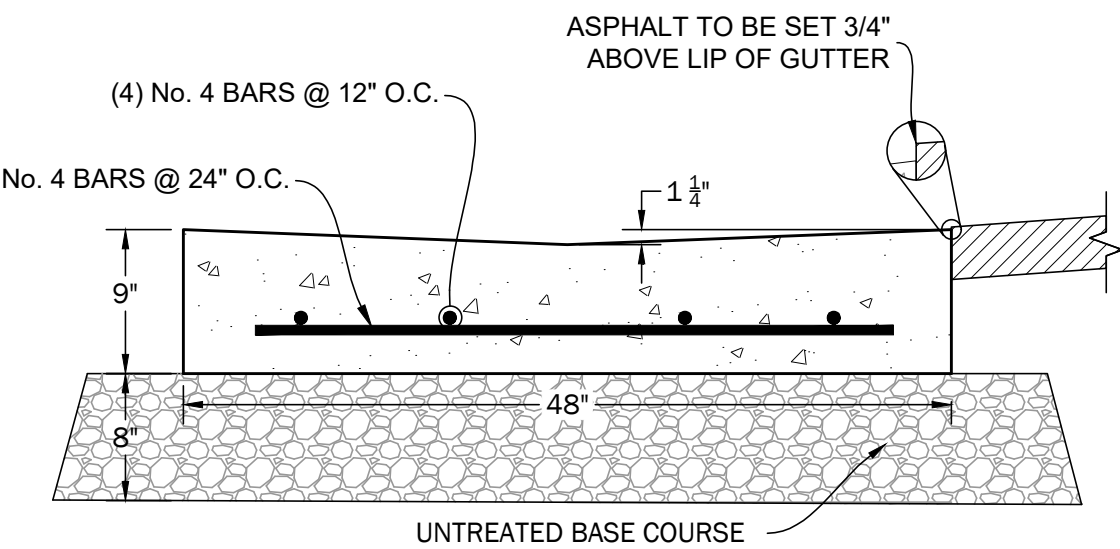 ASPHALT TO BE SET 3/4"
ABOVE LIP OF GUTTER
(4) No. 4 BARS @ 12" O.C.
No. 4 BARS @ 24" O.C.
1 1/4"
9"
48"
8"
UNTREATED BASE COURSE